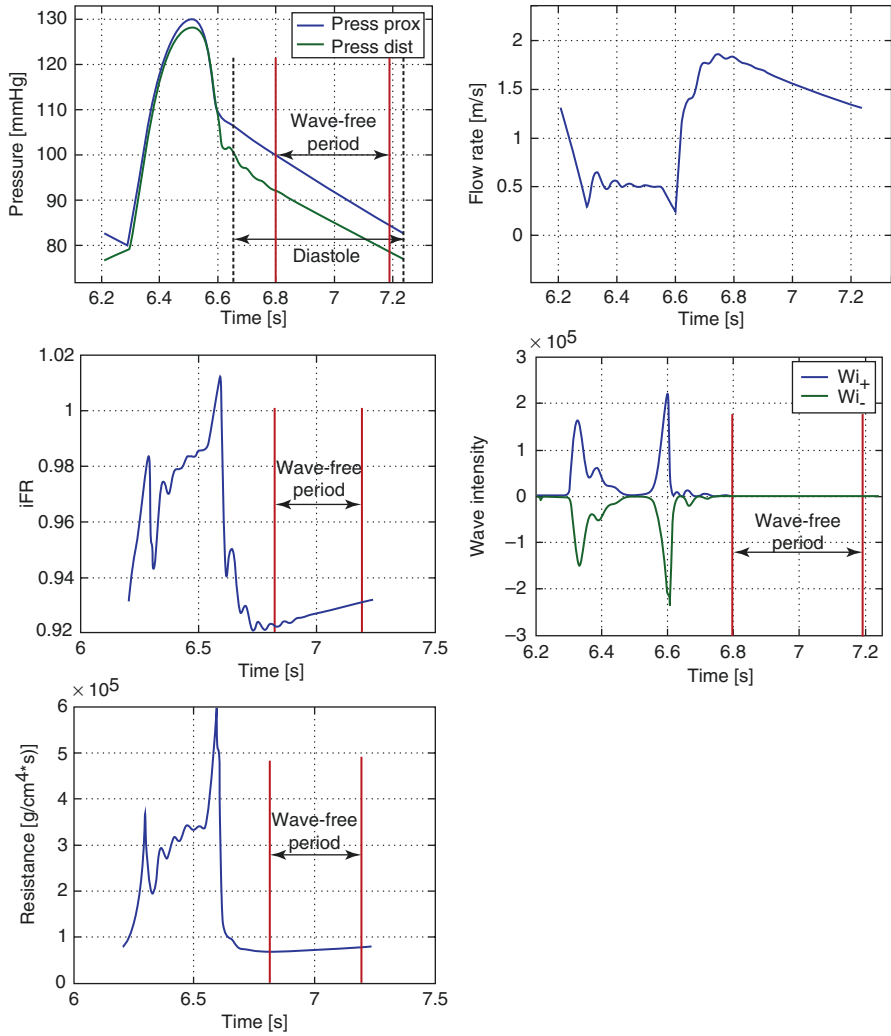 130
120
110
100
90
80
Pressure [mmHg]
Press prox
Press dist
Wave-free
period
Diastole
6.2 6.4 6.6 6.8 7 7.2
Time [s]
2
1.5
1
0.5
0
Flow rate [m/s]
6.2 6.4 6.6 6.8 7 7.2
Time [s]
1.02
1
0.98
0.96
0.94
0.92
iFR
Wave-free
period
6 6.5 7 7.5
Time [s]
× 10⁵
3
2
1
0
−1
−2
−3
Wave intensity
Wi₊
Wi₋
Wave-free
period
6.2 6.4 6.6 6.8 7 7.2
Time [s]
× 10⁵
6
5
4
3
2
1
0
Resistance [g/cm⁴*s)]
Wave-free
period
6 6.5 7 7.5
Time [s]